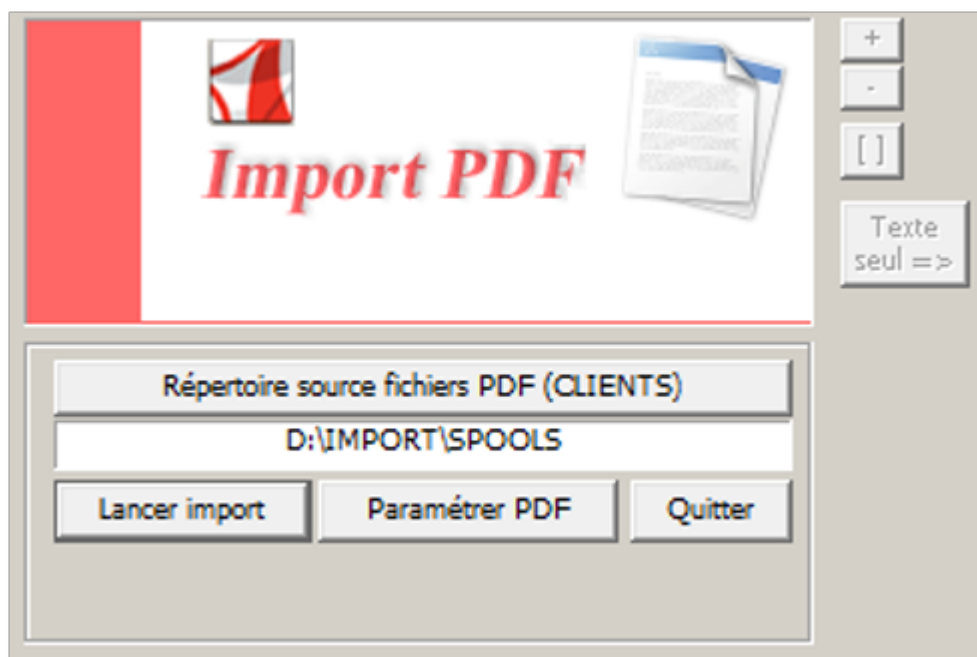 Import PDF
+
-
[ ]
Texte
seul =>
Répertoire source fichiers PDF (CLIENTS)
D:\IMPORT\SPOOLS
Lancer import
Paramétrer PDF
Quitter